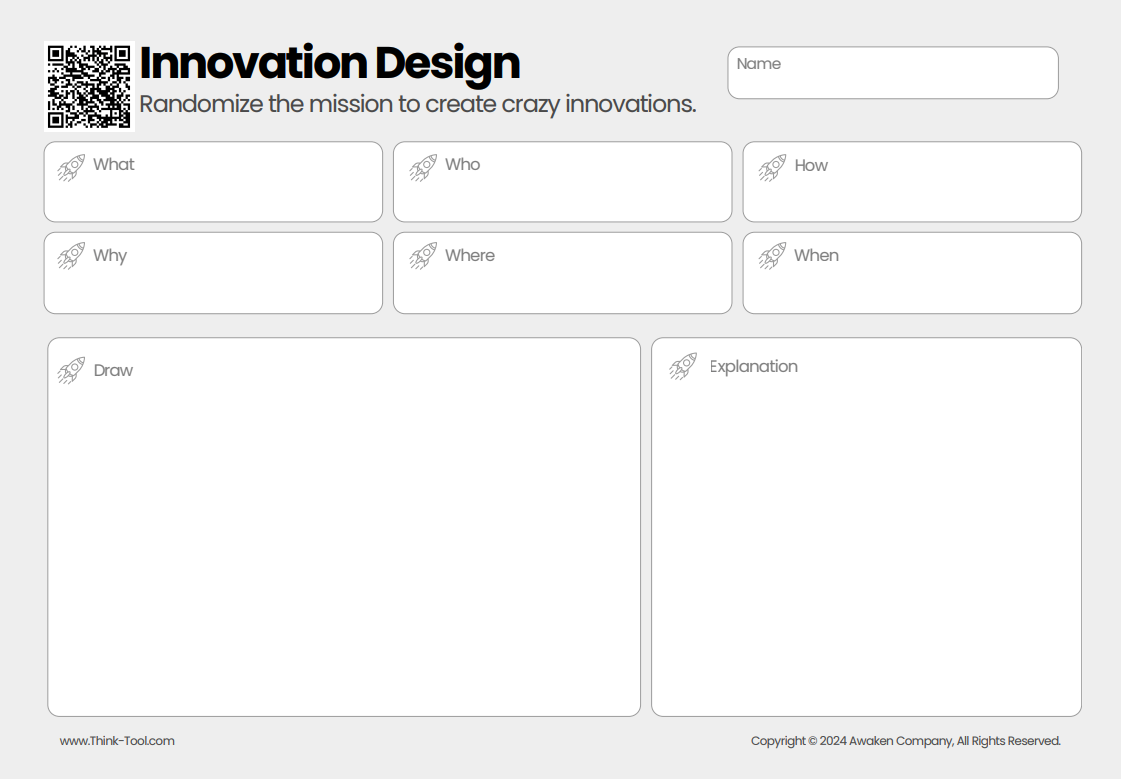 Innovation Design
Randomize the mission to create crazy innovations.
Name
What
Who
How
Why
Where
When
Draw
Explanation
www.Think-Tool.com
Copyright © 2024 Awaken Company, All Rights Reserved.